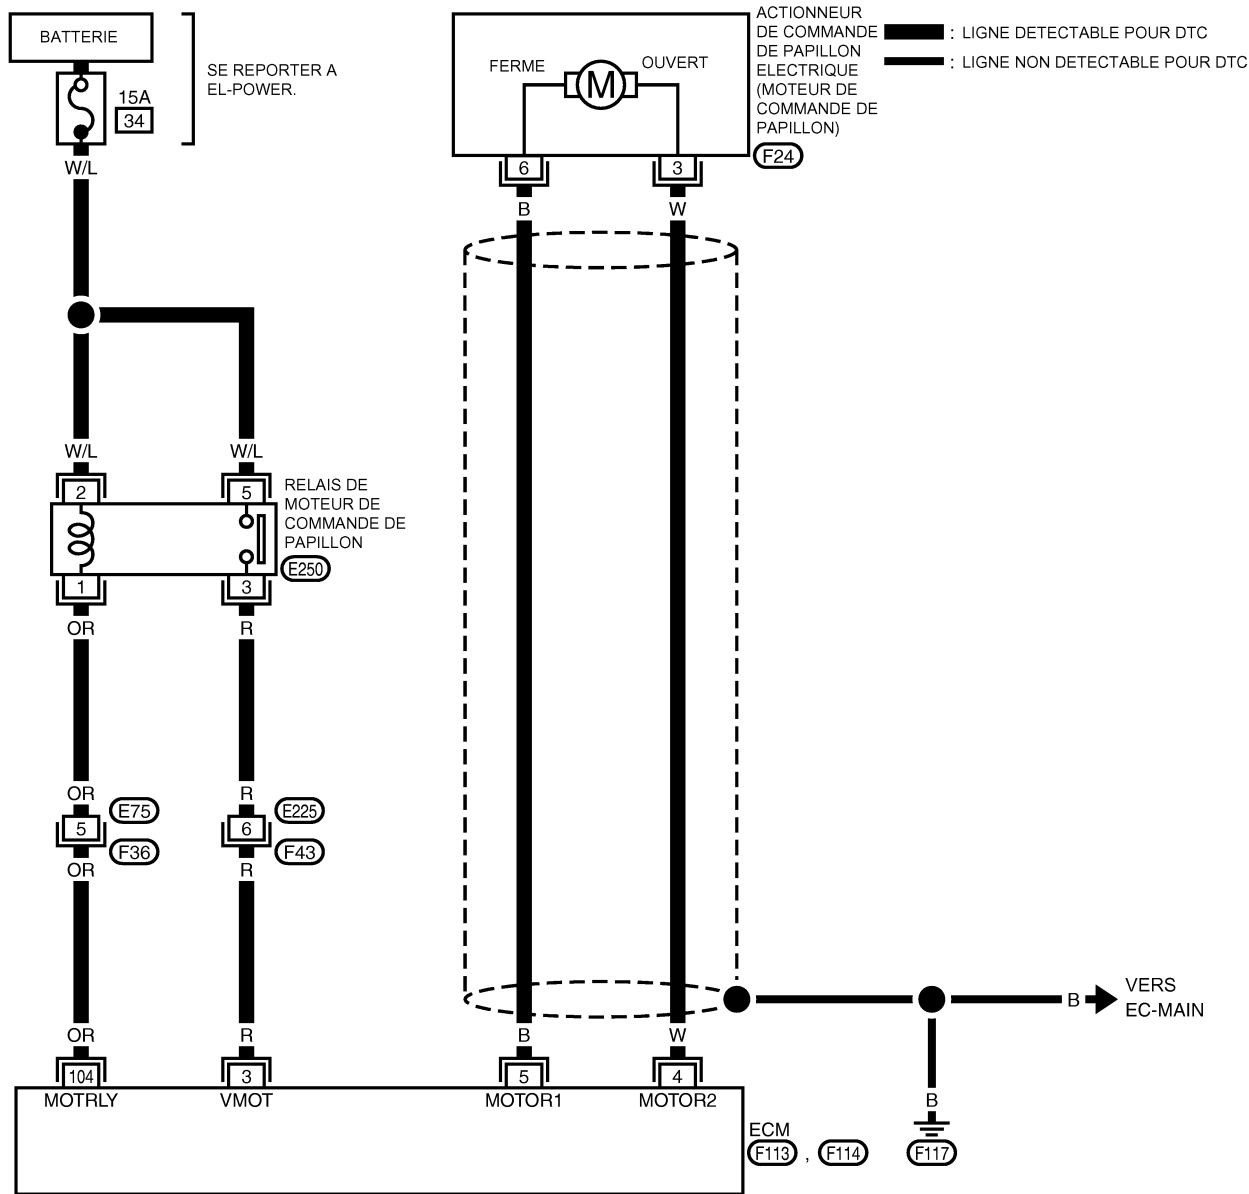 BATTERIE
15A
34
SE REPORTER A
EL-POWER.
W/L
FERME
OUVERT
M
ACTIONNEUR
DE COMMANDE
DE PAPILLON
ELECTRIQUE
(MOTEUR DE
COMMANDE DE
PAPILLON)
F24
: LIGNE DETECTABLE POUR DTC
: LIGNE NON DETECTABLE POUR DTC
6
3
B
W
W/L
W/L
2
5
RELAIS DE
MOTEUR DE
COMMANDE DE
PAPILLON
E250
1
3
OR
R
OR
R
E75
E225
5
6
F36
F43
OR
R
VERS
EC-MAIN
B
OR
R
B
W
104
3
5
4
MOTRLY
VMOT
MOTOR1
MOTOR2
B
ECM
F113 , F114
F117